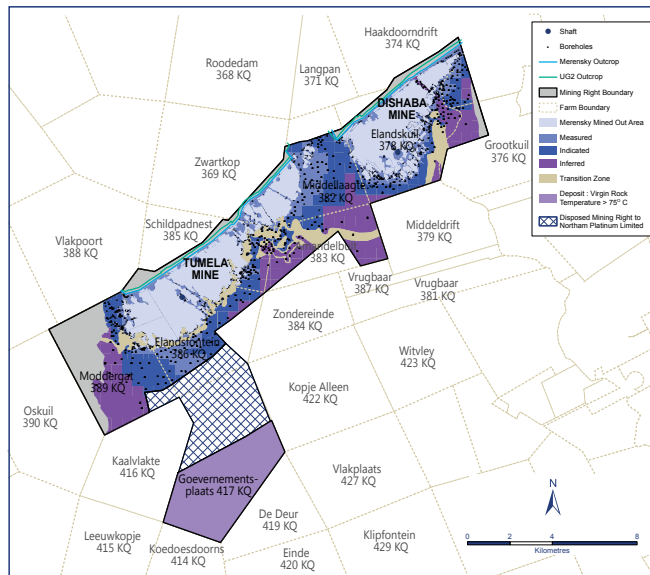 Haakdoorndrift
374 KQ
Roodedam
368 KQ
Langpan
371 KQ
DISHABA
MINE
Elandskuil
378 KQ
Grootkuil
376 KQ
Zwartkop
369 KQ
Middellaagte
382 KQ
Schildpadnest
385 KQ
Middeldrift
379 KQ
Amandelbult
383 KQ
Vlakpoort
388 KQ
TUMELA
MINE
Vrugbaar
387 KQ
Vrugbaar
381 KQ
Zondereinde
384 KQ
Elandsfontein
386 KQ
Witvley
423 KQ
Moddergat
389 KQ
Kopje Alleen
422 KQ
Oskuil
390 KQ
Kaalvlakte
416 KQ
Vlakplaats
427 KQ
Goevernements-
plaats 417 KQ
De Deur
419 KQ
Leeuwkopje
415 KQ
Koedoesdoorns
414 KQ
Einde
420 KQ
Klipfontein
429 KQ
Shaft
Boreholes
Merensky Outcrop
UG2 Outcrop
Mining Right Boundary
Farm Boundary
Merensky Mined Out Area
Measured
Indicated
Inferred
Transition Zone
Deposit : Virgin Rock
Temperature > 75° C
Disposed Mining Right to
Northam Platinum Limited
N
0 2 4 8
Kilometres